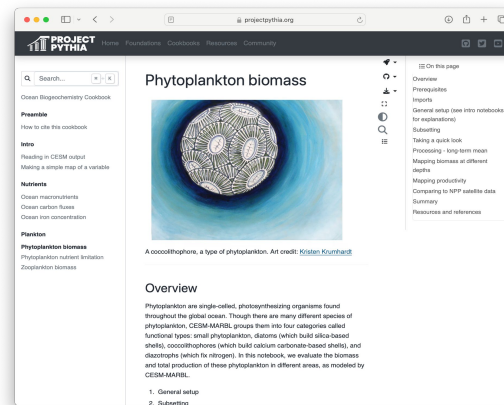 projectpythia.org
PROJECT
PYTHIA
Home Foundations Cookbooks Resources Community
Search... + K
Ocean Biogeochemistry Cookbook
Preamble
How to cite this cookbook
Intro
Reading in CESM output
Making a simple map of a variable
Nutrients
Ocean macronutrients
Ocean carbon fluxes
Ocean iron concentration
Plankton
Phytoplankton biomass
Phytoplankton nutrient limitation
Zooplankton biomass
Phytoplankton biomass
A coccolithophore, a type of phytoplankton. Art credit: Kristen Krumhardt
Overview
Phytoplankton are single-celled, photosynthesizing organisms found
throughout the global ocean. Though there are many different species of
phytoplankton, CESM-MARBL groups them into four categories called
functional types: small phytoplankton, diatoms (which build silica-based
shells), coccolithophores (which build calcium carbonate-based shells), and
diazotrophs (which fix nitrogen). In this notebook, we evaluate the biomass
and total production of these phytoplankton in different areas, as modeled by
CESM-MARBL.
1. General setup
2. Subsetting
On this page
Overview
Prerequisites
Imports
General setup (see intro notebooks
for explanations)
Subsetting
Taking a quick look
Processing - long-term mean
Mapping biomass at different
depths
Mapping productivity
Comparing to NPP satellite data
Summary
Resources and references